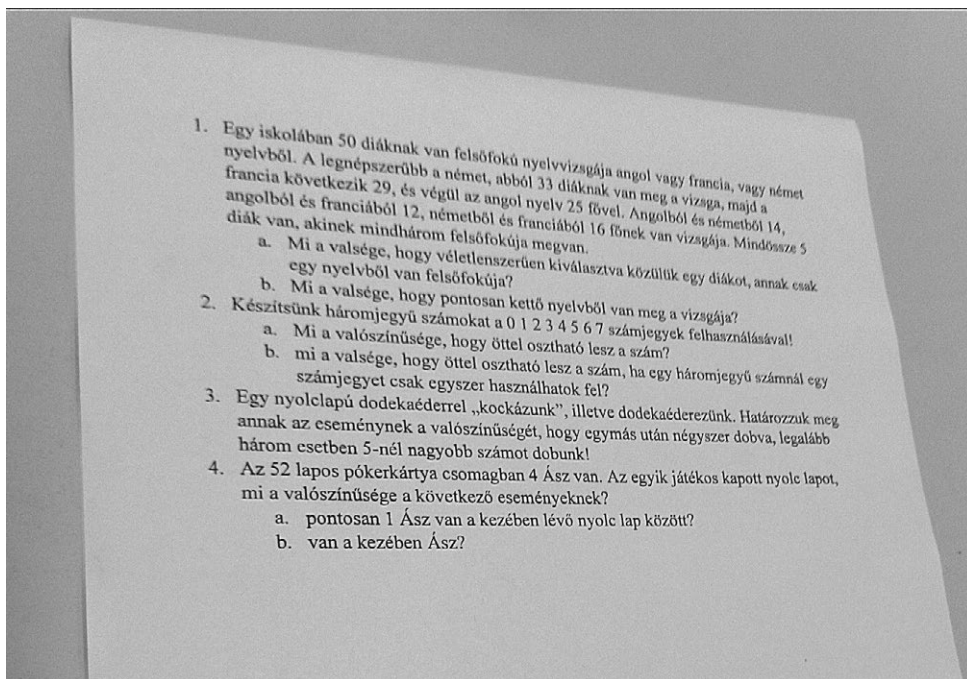 1. Egy iskolában 50 diáknak van felsőfokú nyelvvizsgája angol vagy francia, vagy német
nyelvből. A legnépszerűbb a német, abból 33 diáknak van meg a vizsga, majd a
francia következik 29, és végül az angol nyelv 25 fővel. Angolból és németből 14,
angolból és franciából 12, németből és franciából 16 főnek van vizsgája. Mindössze 5
diák van, akinek mindhárom felsőfokúja megvan.
a. Mi a valsége, hogy véletlenszerűen kiválasztva közülük egy diákot, annak csak
egy nyelvből van felsőfokúja?
b. Mi a valsége, hogy pontosan kettő nyelvből van meg a vizsgája?
2. Készítsünk háromjegyű számokat a 0 1 2 3 4 5 6 7 számjegyek felhasználásával!
a. Mi a valószínűsége, hogy öttel osztható lesz a szám?
b. mi a valsége, hogy öttel osztható lesz a szám, ha egy háromjegyű számnál egy
számjegyet csak egyszer használhatok fel?
3. Egy nyolclapú dodekaéderrel „kockázunk”, illetve dodekaéderezünk. Határozzuk meg
annak az eseménynek a valószínűségét, hogy egymás után négyszer dobva, legalább
három esetben 5-nél nagyobb számot dobunk!
4. Az 52 lapos pókerkártya csomagban 4 Ász van. Az egyik játékos kapott nyolc lapot,
mi a valószínűsége a következő eseményeknek?
a. pontosan 1 Ász van a kezében lévő nyolc lap között?
b. van a kezében Ász?